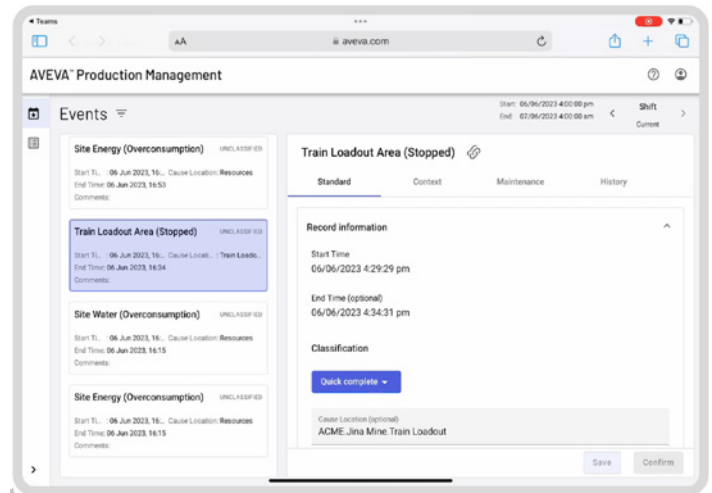 Teams
AA
aveva.com
AVEVA™ Production Management
Events
Start: 06/06/2023 4:00:00 pm
End: 07/06/2023 4:00:00 am
Shift
Current
Site Energy (Overconsumption) UNCLASSIFIED
Start Ti... : 06 Jun 2023, 16:... Cause Location: Resources
End Time: 06 Jun 2023, 16:53
Comments:
Train Loadout Area (Stopped) UNCLASSIFIED
Start Ti... : 06 Jun 2023, 16:... Cause Locati... : Train Loado...
End Time: 06 Jun 2023, 16:34
Comments:
Site Water (Overconsumption) UNCLASSIFIED
Start Ti... : 06 Jun 2023, 16:... Cause Location: Resources
End Time: 06 Jun 2023, 16:15
Comments:
Site Energy (Overconsumption) UNCLASSIFIED
Start Ti... : 06 Jun 2023, 16:... Cause Location: Resources
End Time: 06 Jun 2023, 16:15
Comments:
Train Loadout Area (Stopped)
Standard Context Maintenance History
Record information
Start Time
06/06/2023 4:29:29 pm
End Time (optional)
06/06/2023 4:34:31 pm
Classification
Quick complete
Cause Location (optional)
ACME.Jina Mine.Train Loadout
Save Confirm